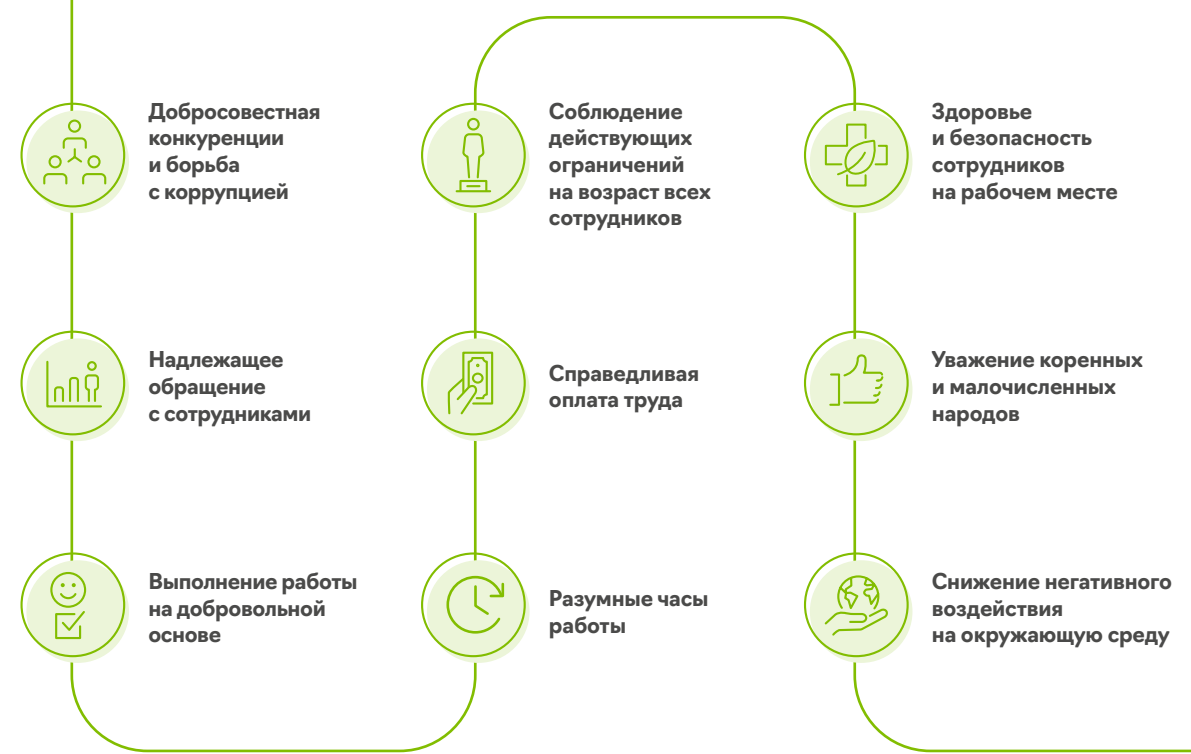 Добросовестная
конкуренции
и борьба
с коррупцией
Надлежащее
обращение
с сотрудниками
Выполнение работы
на добровольной
основе
Соблюдение
действующих
ограничений
на возраст всех
сотрудников
Справедливая
оплата труда
Разумные часы
работы
Здоровье
и безопасность
сотрудников
на рабочем месте
Уважение коренных
и малочисленных
народов
Снижение негативного
воздействия
на окружающую среду